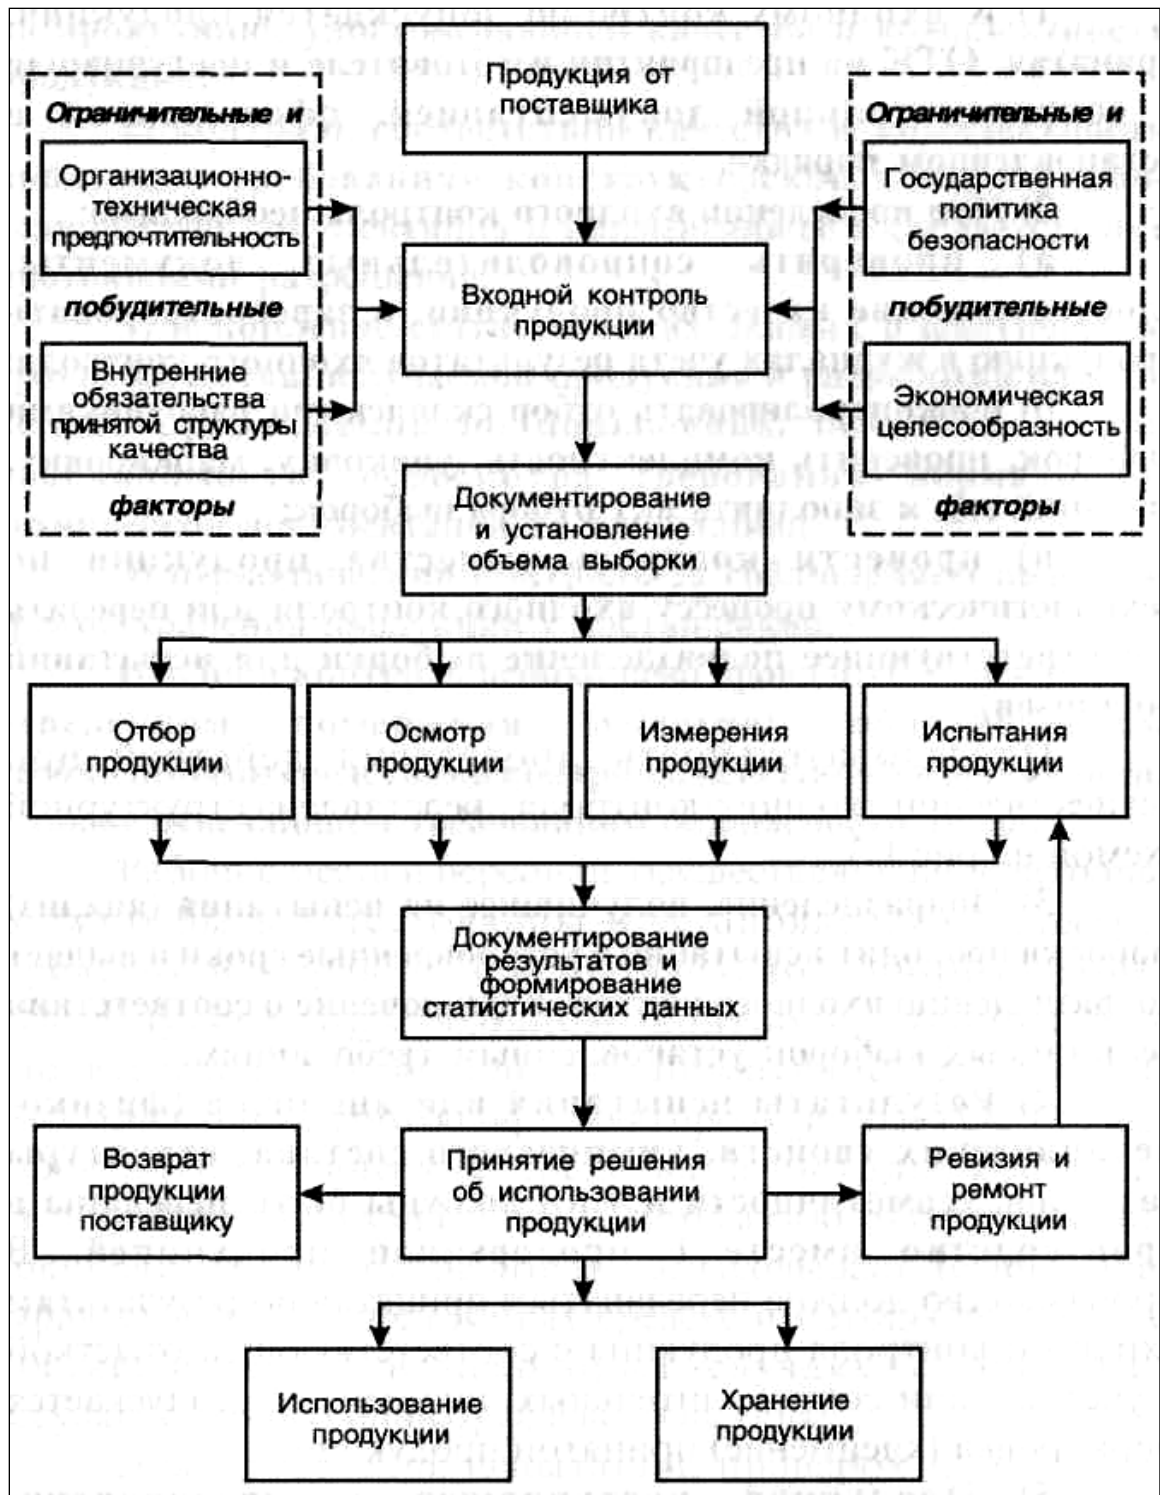 Продукция от
поставщика
Ограничительные и
Организационно-
техническая
предпочтительность
побудительные
Внутренние
обязательства
принятой структуры
качества
факторы
Ограничительные и
Государственная
политика
безопасности
побудительные
Экономическая
целесообразность
факторы
Входной контроль
продукции
Документирование
и установление
объема выборки
Отбор
продукции
Осмотр
продукции
Измерения
продукции
Испытания
продукции
Документирование
результатов и
формирование
статистических данных
Возврат
продукции
поставщику
Принятие решения
об использовании
продукции
Ревизия и
ремонт
продукции
Использование
продукции
Хранение
продукции